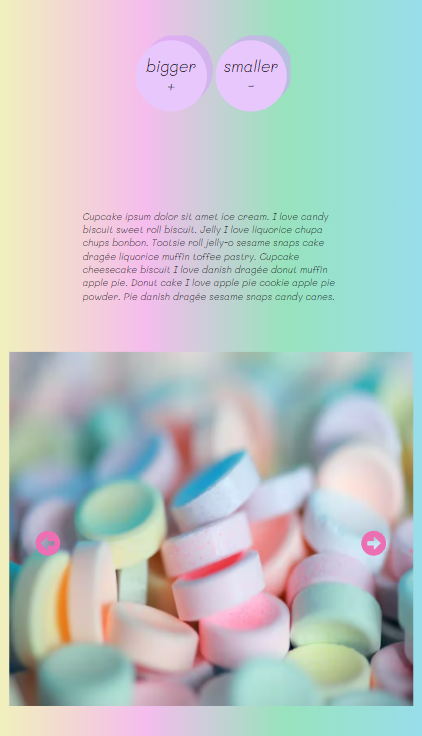 bigger
+
smaller
-
Cupcake ipsum dolor sit amet ice cream. I love candy
biscuit sweet roll biscuit. Jelly I love liquorice chupa
chups bonbon. Tootsie roll jelly-o sesame snaps cake
dragée liquorice muffin toffee pastry. Cupcake
cheesecake biscuit I love danish dragée donut muffin
apple pie. Donut cake I love apple pie cookie apple pie
powder. Pie danish dragée sesame snaps candy canes.